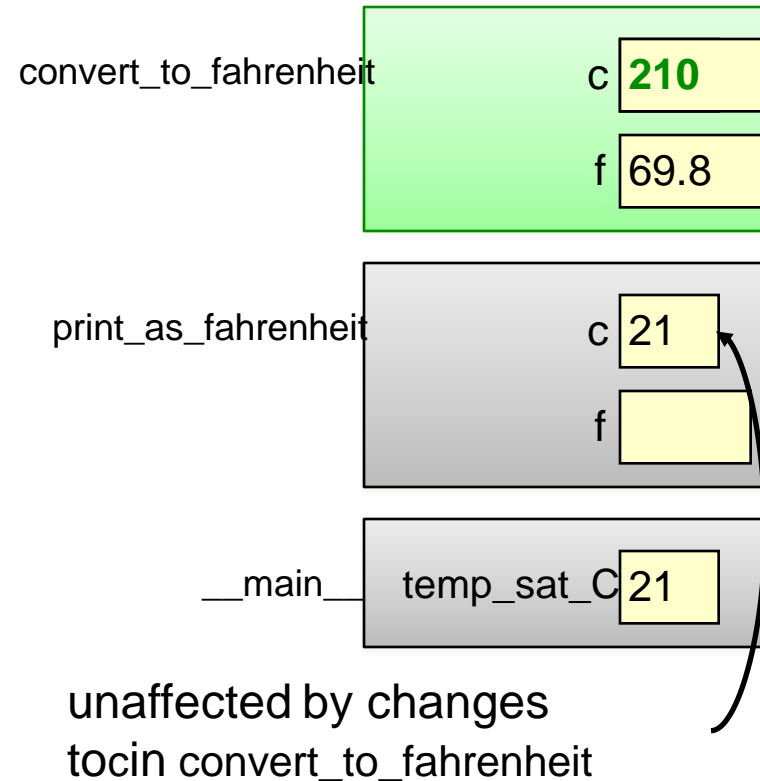 convert_to_fahrenheit c 210
f 69.8
print_as_fahrenheit c 21
f
__main__ temp_sat_C 21
unaffected by changes
tocin convert_to_fahrenheit